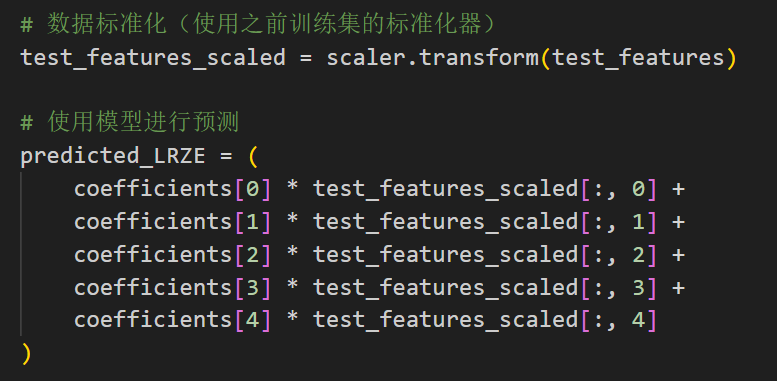 # 数据标准化（使用之前训练集的标准化器）
test_features_scaled = scaler.transform(test_features)
# 使用模型进行预测
predicted_LRZE = (
    coefficients[0] * test_features_scaled[:, 0] +
    coefficients[1] * test_features_scaled[:, 1] +
    coefficients[2] * test_features_scaled[:, 2] +
    coefficients[3] * test_features_scaled[:, 3] +
    coefficients[4] * test_features_scaled[:, 4]
)